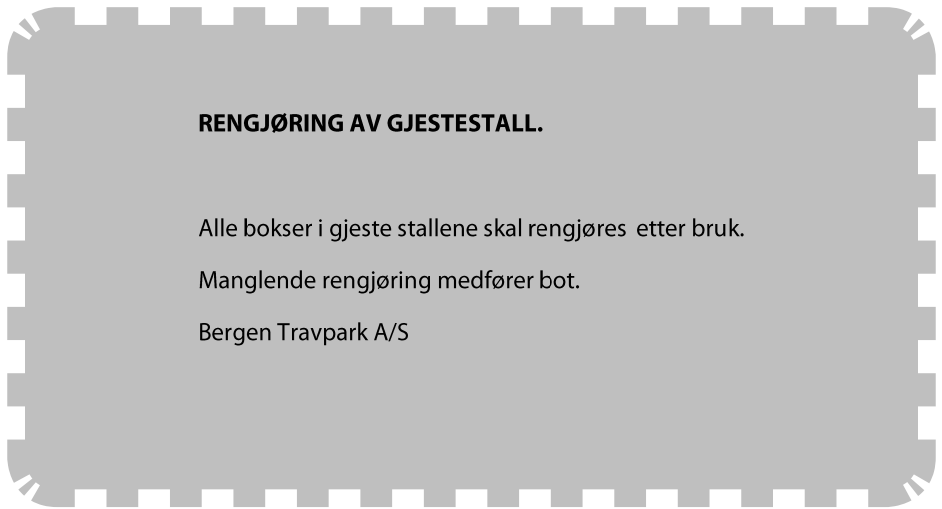 RENGJØRING AV GJESTESTALL.
Alle bokser i gjeste stallene skal rengjøres  etter bruk.
Manglende rengjøring medfører bot.
Bergen Travpark A/S